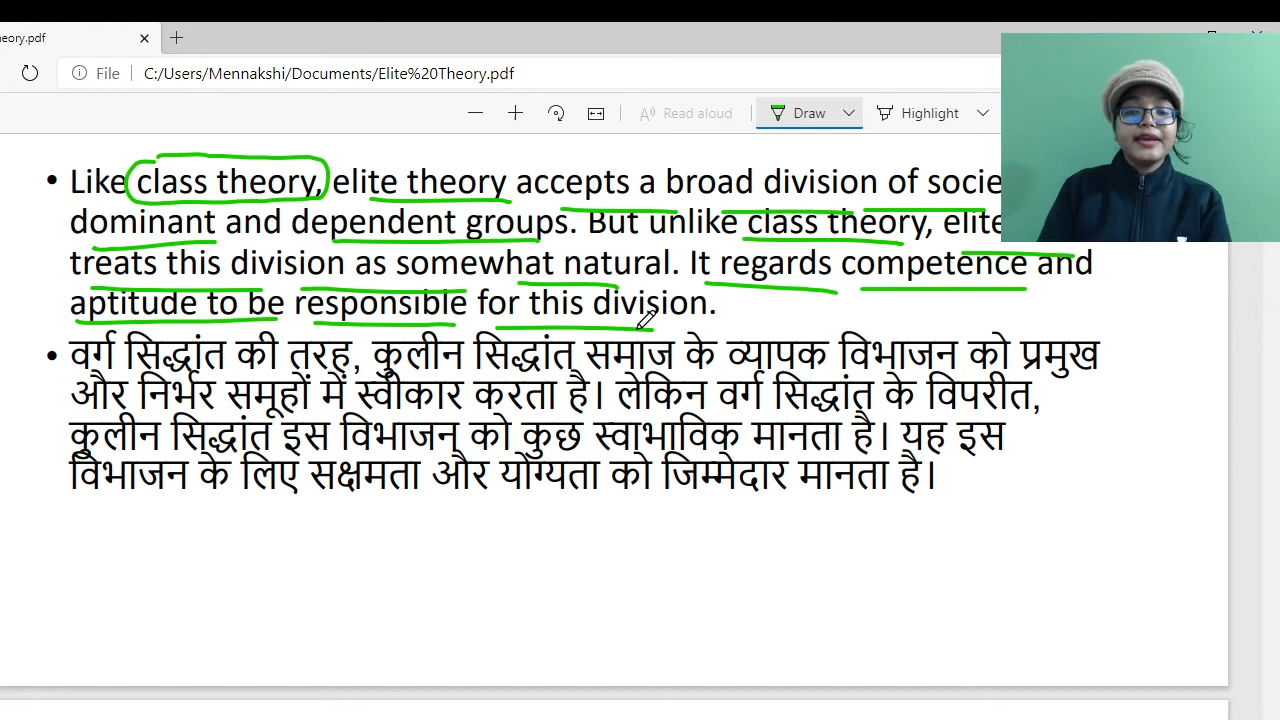 eory.pdf
File C:/Users/Mennakshi/Documents/Elite%20Theory.pdf
Read aloud Draw Highlight
• Like class theory, elite theory accepts a broad division of
dominant and dependent groups. But unlike class theory, elite
treats this division as somewhat natural. It regards competence and
aptitude to be responsible for this division.
• वर्ग सिद्धांत की तरह, कुलीन सिद्धांत समाज के व्यापक विभाजन को प्रमुख
और निर्भर समूहों में स्वीकार करता है। लेकिन वर्ग सिद्धांत के विपरीत,
कुलीन सिद्धांत इस विभाजन को कुछ स्वाभाविक मानता है। यह इस
विभाजन के लिए सक्षमता और योग्यता को जिम्मेदार मानता है।